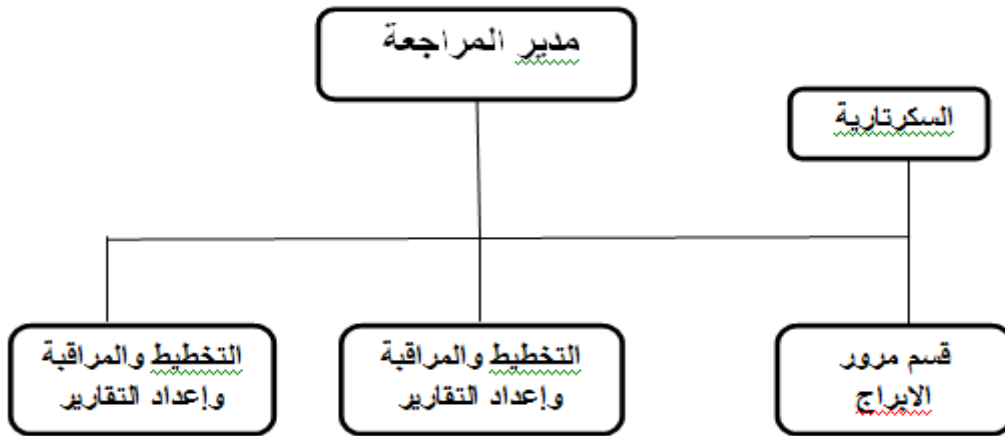 مدير المراجعة
السكرتارية
قسم مرور
الابراج
التخطيط والمراقبة
وإعداد التقارير
التخطيط والمراقبة
وإعداد التقارير